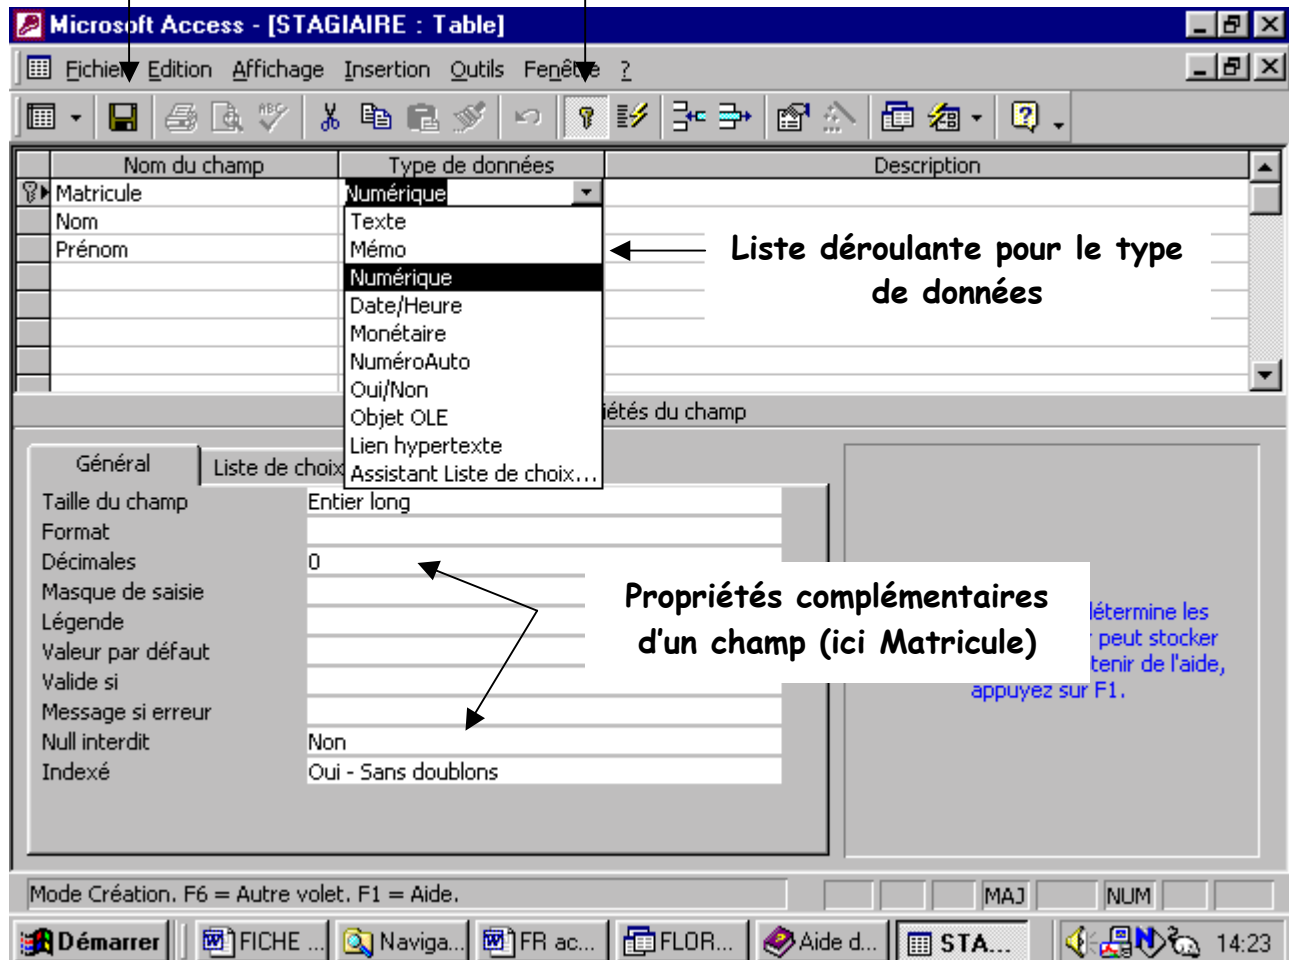 Microsoft Access - [STAGIAIRE : Table]
Fichier Edition Affichage Insertion Outils Fenêtre ?
Nom du champ Type de données Description
Matricule Numérique
Nom Texte
Prénom Mémo
Numérique
Date/Heure
Monétaire
NuméroAuto
Oui/Non
Objet OLE
Lien hypertexte
Assistant Liste de choix...
Liste déroulante pour le type
de données
iétés du champ
Général Liste de choix
Taille du champ Entier long
Format
Décimales 0
Masque de saisie
Légende
Valeur par défaut
Valide si
Message si erreur
Null interdit Non
Indexé Oui - Sans doublons
Propriétés complémentaires
d'un champ (ici Matricule)
détermine les
peut stocker
tenir de l'aide,
appuyez sur F1.
Mode Création. F6 = Autre volet. F1 = Aide. MAJ NUM
Démarrer FICHE ... Naviga... FR ac... FLOR... Aide d... STA... 14:23